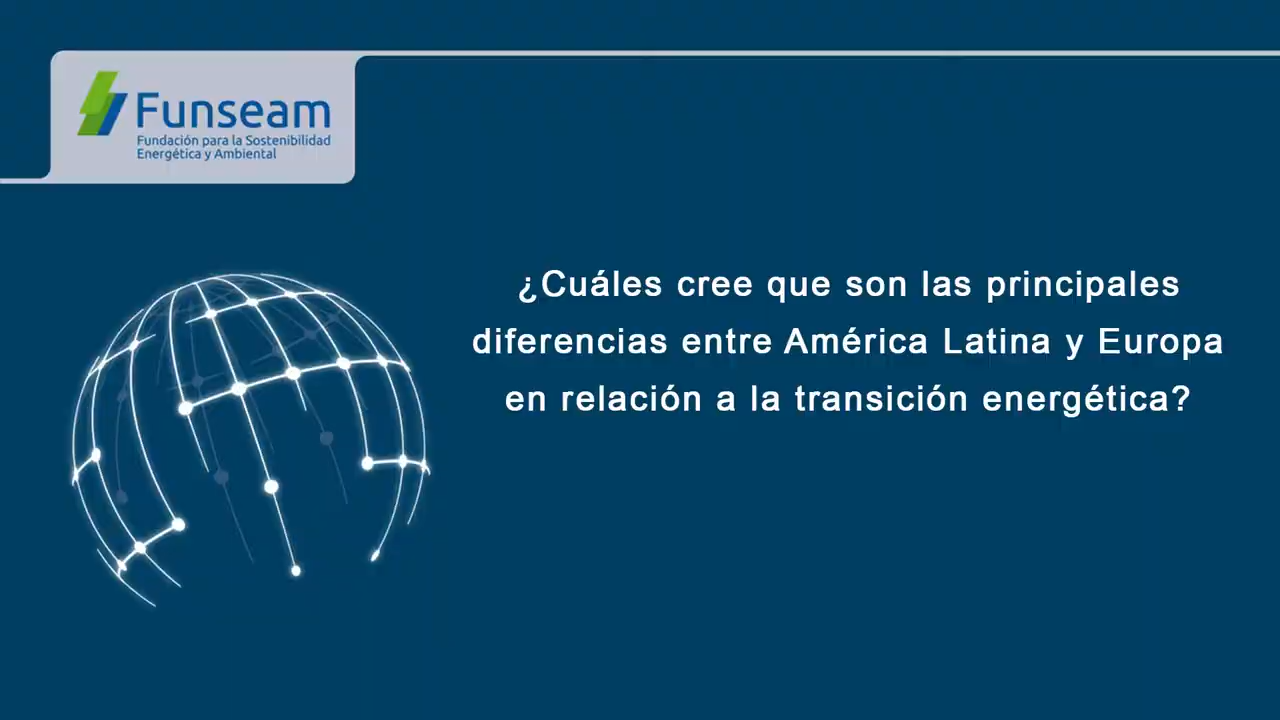 Funseam
Fundación para la Sostenibilidad
Energética y Ambiental
¿Cuáles cree que son las principales
diferencias entre América Latina y Europa
en relación a la transición energética?